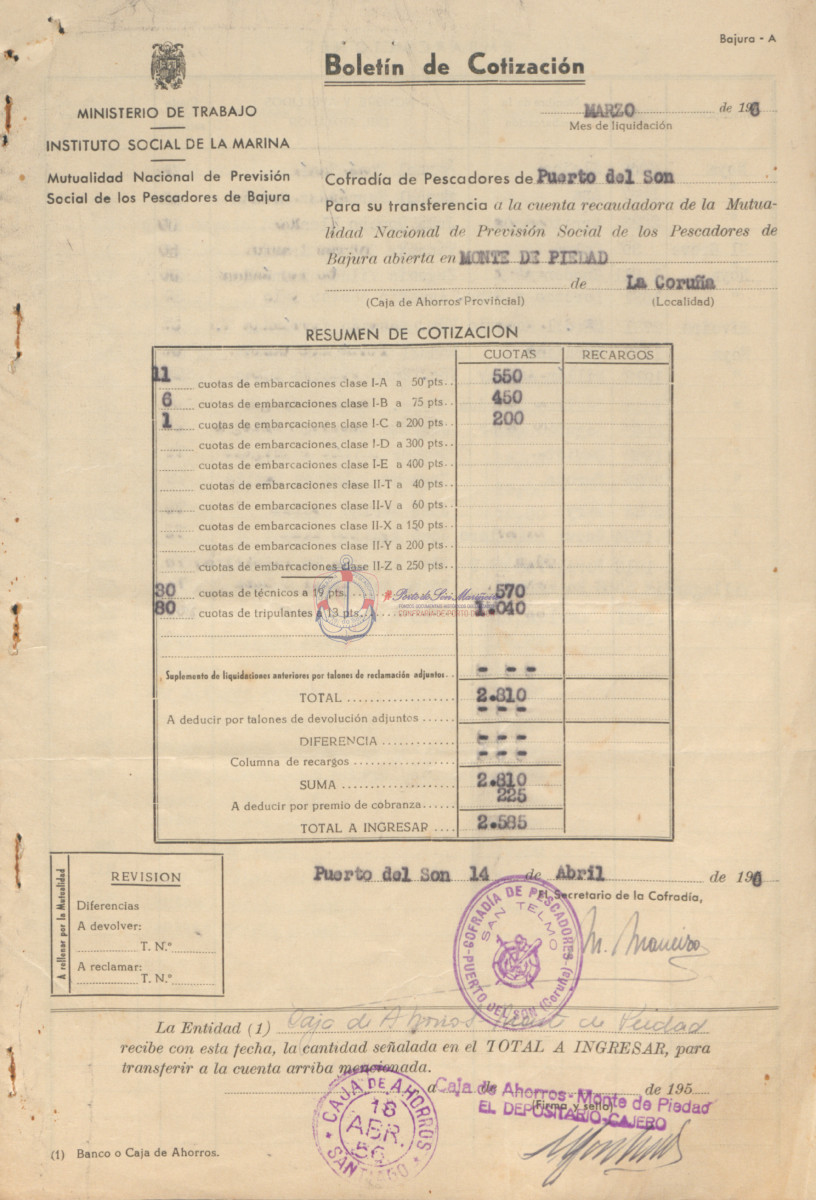 Bajura - A
Boletín de Cotización
MINISTERIO DE TRABAJO
INSTITUTO SOCIAL DE LA MARINA
Mutualidad Nacional de Previsión
Social de los Pescadores de Bajura
MARZO de 196
Mes de liquidación
Cofradía de Pescadores de Puerto del Son
Para su transferencia a la cuenta recaudadora de la Mutua-
lidad Nacional de Previsión Social de los Pescadores de
Bajura abierta en MONTE DE PIEDAD
de La Coruña
(Caja de Ahorros Provincial) (Localidad)
RESUMEN DE COTIZACIÓN
CUOTAS RECARGOS
11 cuotas de embarcaciones clase I-A a 50 pts. 550
6 cuotas de embarcaciones clase I-B a 75 pts. 450
1 cuotas de embarcaciones clase I-C a 200 pts. 200
cuotas de embarcaciones clase I-D a 300 pts.
cuotas de embarcaciones clase I-E a 400 pts.
cuotas de embarcaciones clase II-T a 40 pts.
cuotas de embarcaciones clase II-V a 60 pts.
cuotas de embarcaciones clase II-X a 150 pts.
cuotas de embarcaciones clase II-Y a 200 pts.
cuotas de embarcaciones clase II-Z a 250 pts.
30 cuotas de técnicos a 19 pts. 570
80 cuotas de tripulantes a 13 pts. 1.040
Suplemento de liquidaciones anteriores por talones de reclamación adjuntos - - -
TOTAL 2.810
A deducir por talones de devolución adjuntos - - -
DIFERENCIA - - -
Columna de recargos - - -
SUMA 2.810
A deducir por premio de cobranza 225
TOTAL A INGRESAR 2.585
Puerto del Son 14 de Abril de 196
El Secretario de la Cofradía,
COFRADÍA DE PESCADORES
SAN TELMO
PUERTO DEL SON (Coruña)
A rellenar por la Mutualidad
REVISION
Diferencias
A devolver:
T. N.º
A reclamar:
T. N.º
La Entidad (1) Caja de Ahorros Monte de Piedad
recibe con esta fecha, la cantidad señalada en el TOTAL A INGRESAR, para
transferir a la cuenta arriba mencionada.
a de de 195
Caja de Ahorros-Monte de Piedad
(Firma y sello)
EL DEPOSITARIO-CAJERO
CAJA DE AHORROS
18
ABR.
56
SANTIAGO
(1) Banco o Caja de Ahorros.